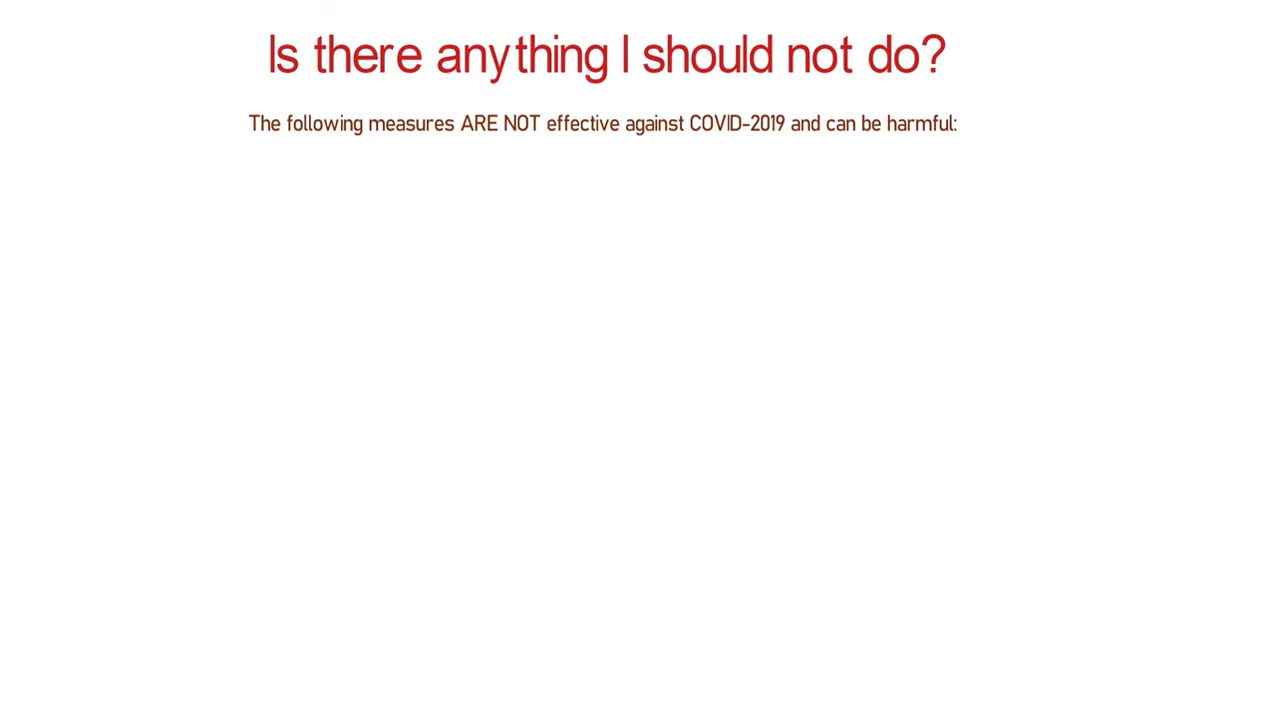 Is there anything I should not do?
The following measures ARE NOT effective against COVID-2019 and can be harmful: